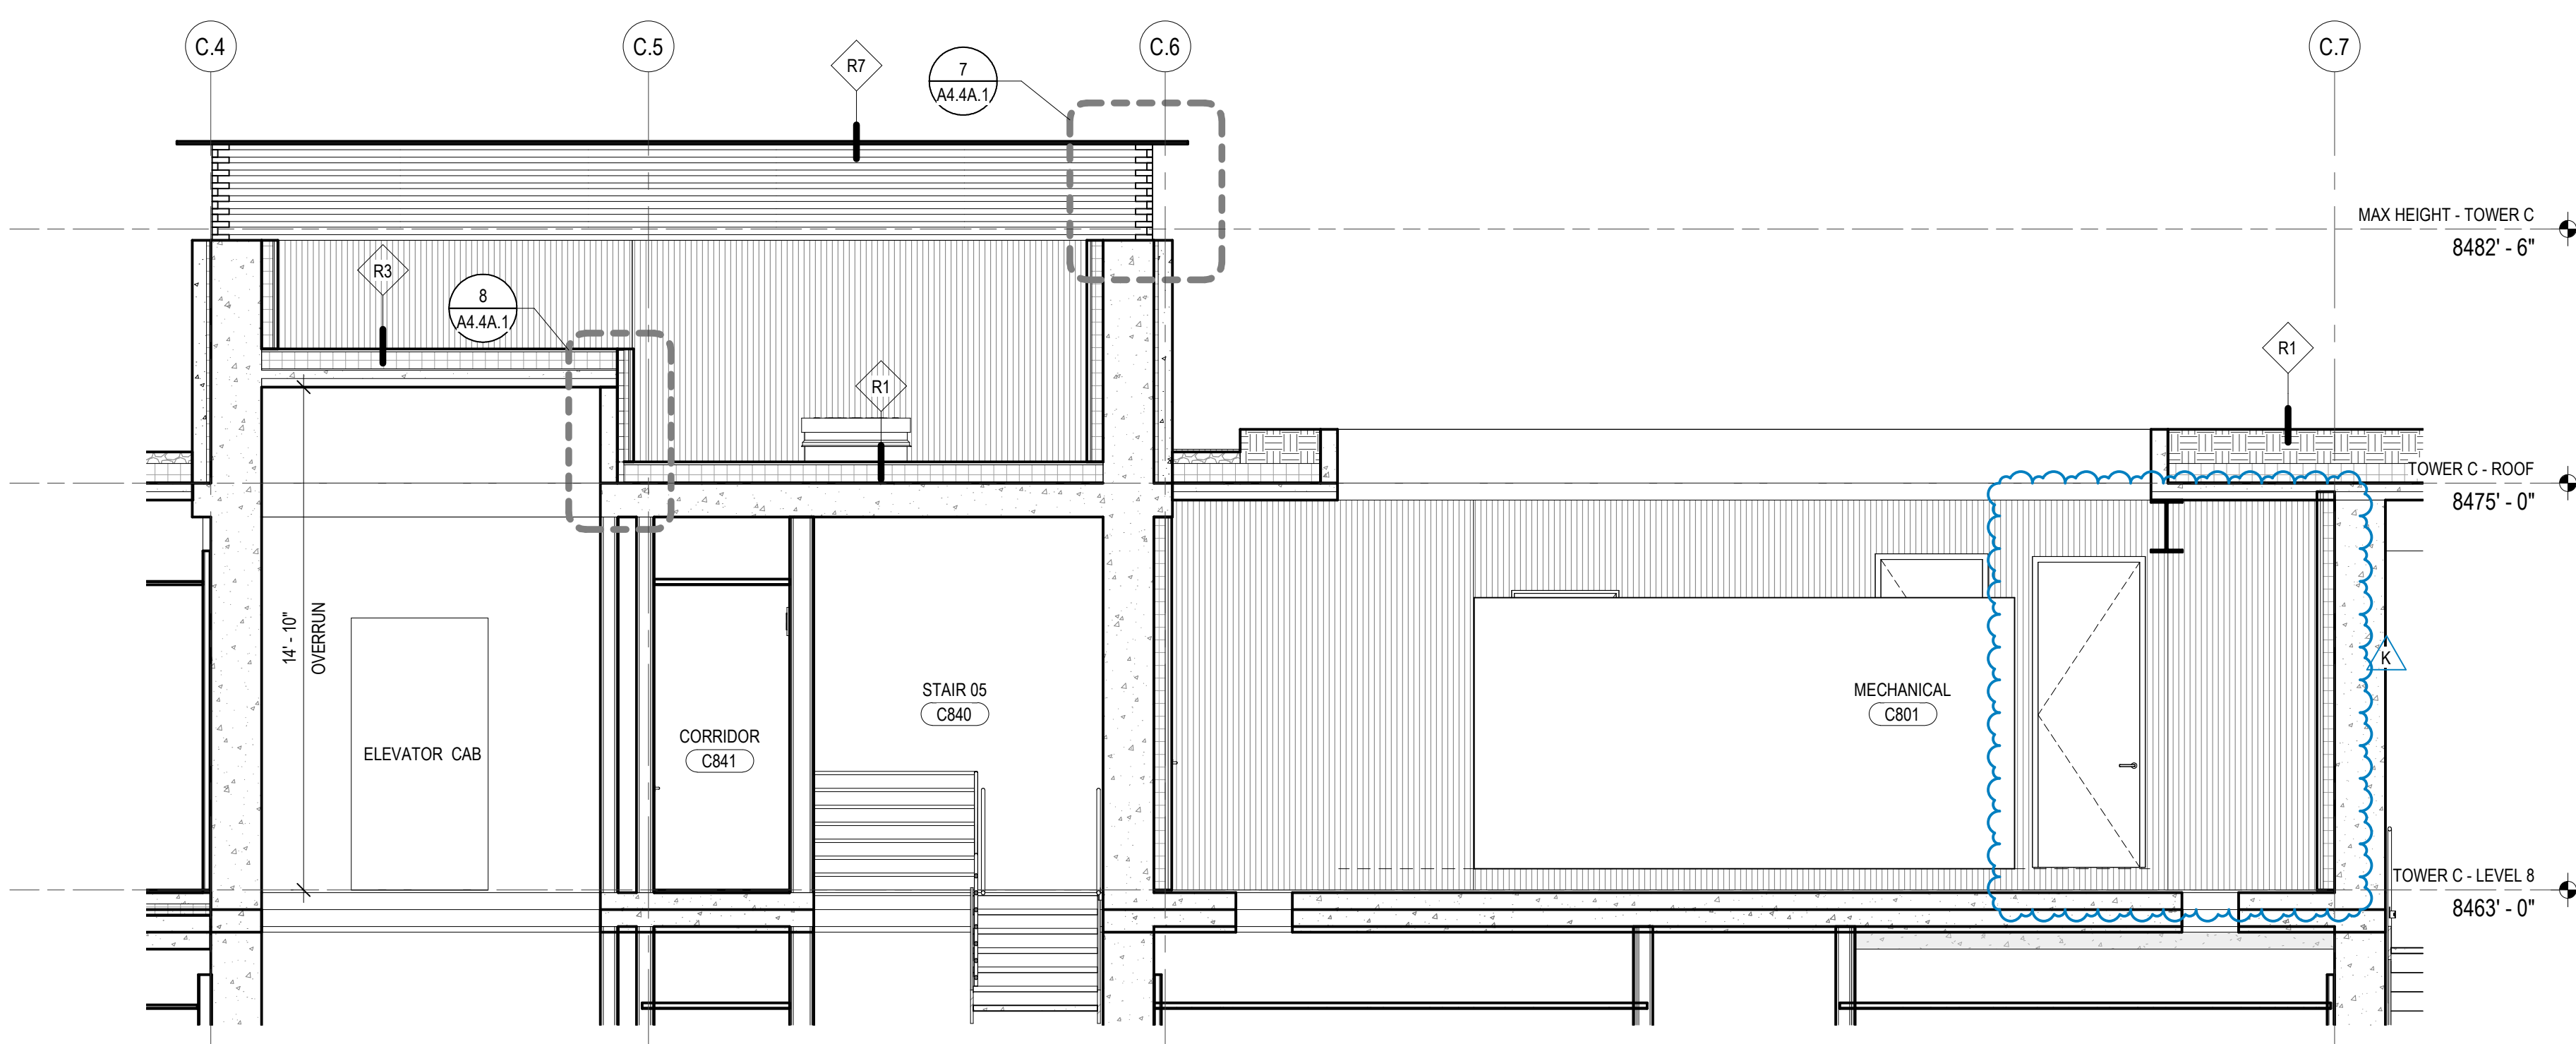 C.4
C.5
C.6
C.7
R7
7
A4.4A.1
MAX HEIGHT - TOWER C
8482' - 6"
R3
8
A4.4A.1
R1
R1
TOWER C - ROOF
8475' - 0"
14' - 10"
OVERRUN
ELEVATOR CAB
CORRIDOR
C841
STAIR 05
C840
MECHANICAL
C801
K
TOWER C - LEVEL 8
8463' - 0"